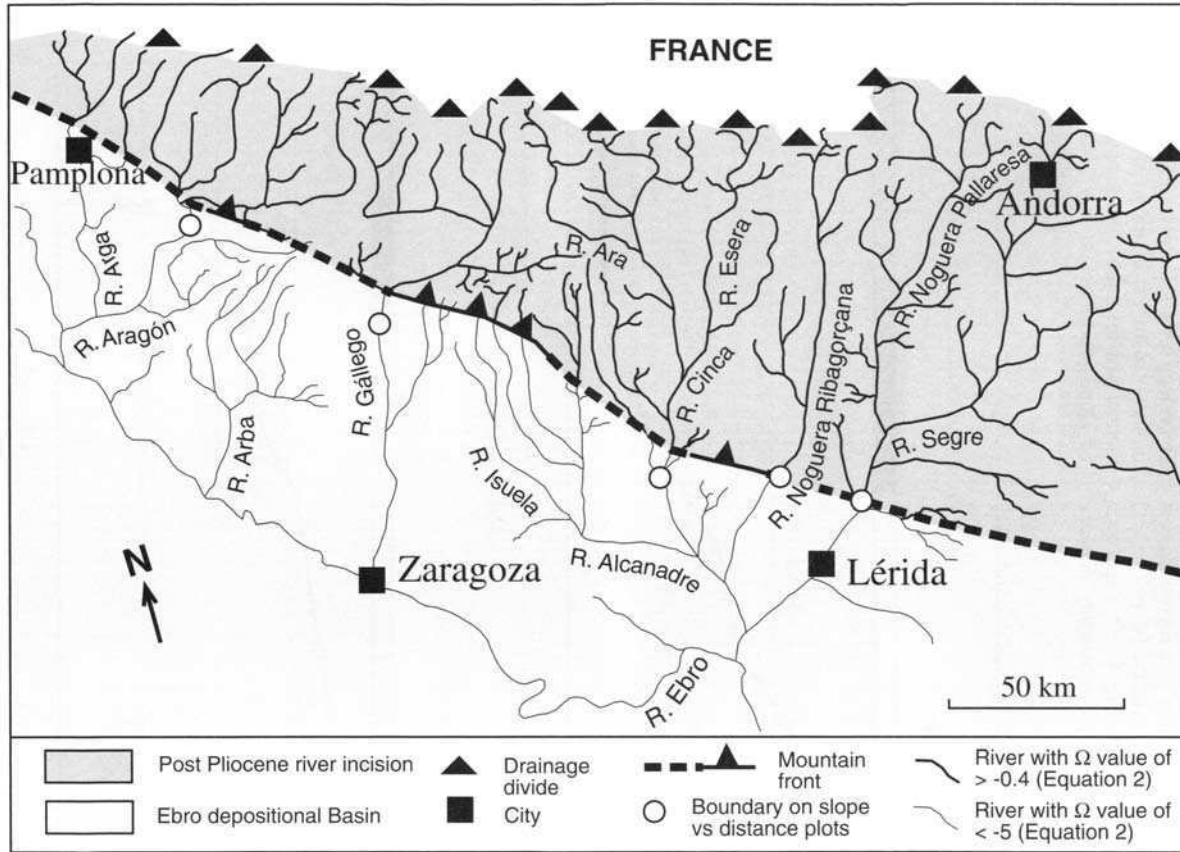 FRANCE
Pamplona
Andorra
R. Noguera Pallaresa
R. Arga
R. Ara
R. Esera
R. Aragón
R. Gállego
R. Cinca
R. Noguera Ribagorçana
R. Arba
R. Isuela
R. Segre
N
Zaragoza
R. Alcanadre
Lérida
R. Ebro
50 km
Post Pliocene river incision
Ebro depositional Basin
Drainage
divide
City
Mountain
front
Boundary on slope
vs distance plots
River with Ω value of
> -0.4 (Equation 2)
River with Ω value of
< -5 (Equation 2)